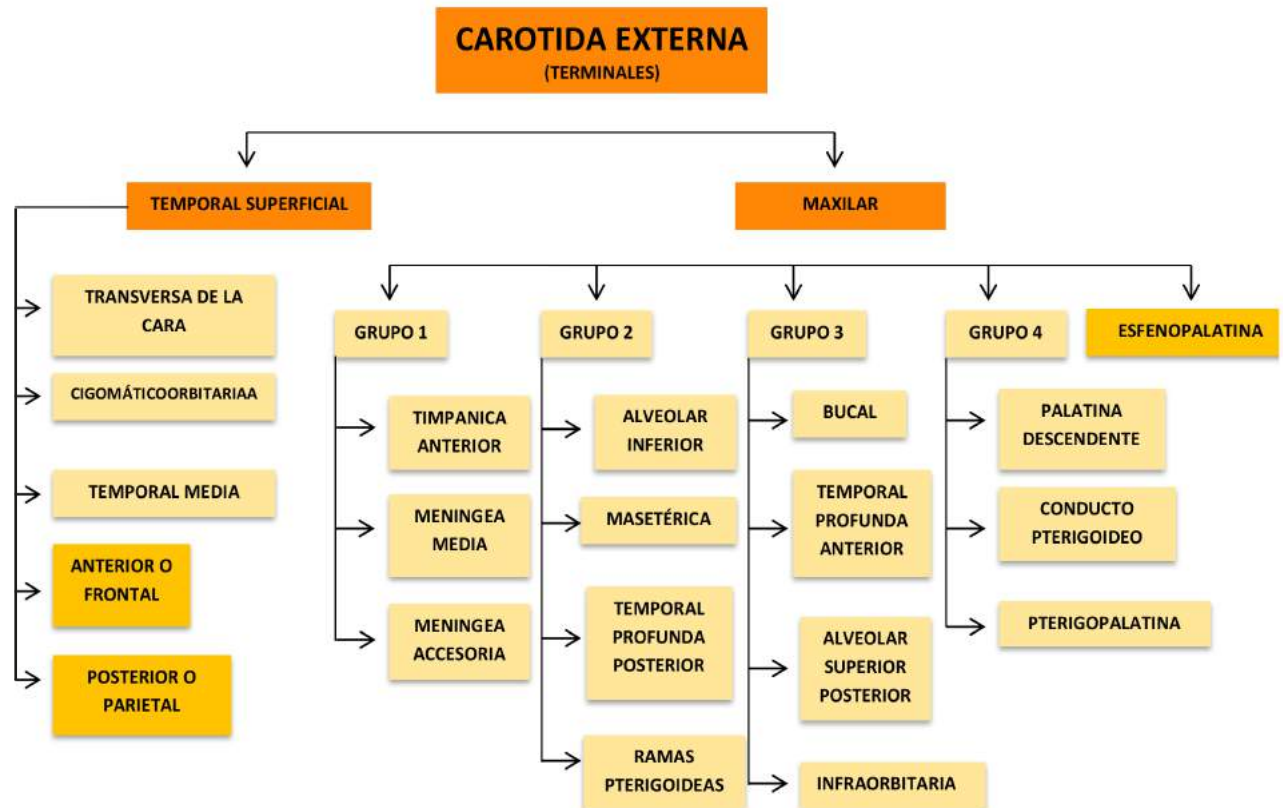 CAROTIDA EXTERNA
(TERMINALES)
TEMPORAL SUPERFICIAL
MAXILAR
TRANSVERSA DE LA
CARA
CIGOMÁTICOORBITARIAA
TEMPORAL MEDIA
ANTERIOR O
FRONTAL
POSTERIOR O
PARIETAL
GRUPO 1
TIMPANICA
ANTERIOR
MENINGEA
MEDIA
MENINGEA
ACCESORIA
GRUPO 2
ALVEOLAR
INFERIOR
MASETÉRICA
TEMPORAL
PROFUNDA
POSTERIOR
RAMAS
PTERIGOIDEAS
GRUPO 3
BUCAL
TEMPORAL
PROFUNDA
ANTERIOR
ALVEOLAR
SUPERIOR
POSTERIOR
INFRAORBITARIA
GRUPO 4
PALATINA
DESCENDENTE
CONDUCTO
PTERIGOIDEO
PTERIGOPALATINA
ESFENOPALATINA